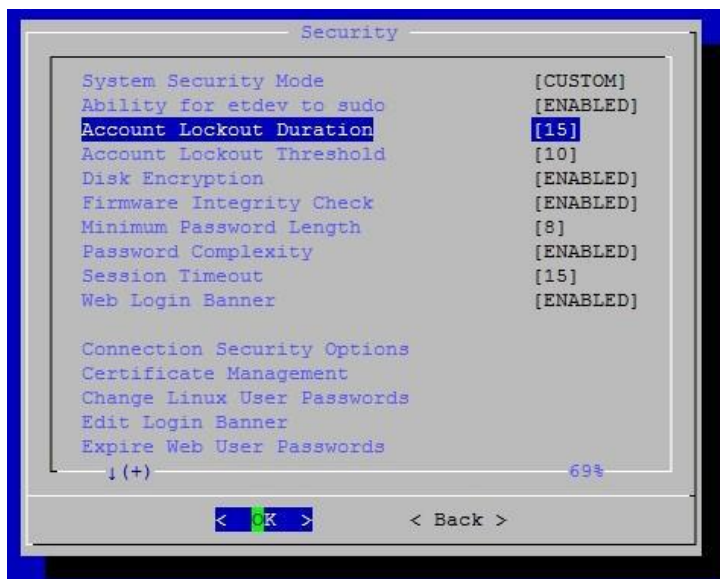 Security
System Security Mode [CUSTOM]
Ability for etdev to sudo [ENABLED]
Account Lockout Duration [15]
Account Lockout Threshold [10]
Disk Encryption [ENABLED]
Firmware Integrity Check [ENABLED]
Minimum Password Length [8]
Password Complexity [ENABLED]
Session Timeout [15]
Web Login Banner [ENABLED]
Connection Security Options
Certificate Management
Change Linux User Passwords
Edit Login Banner
Expire Web User Passwords
↓(+) 69%
< OK > < Back >